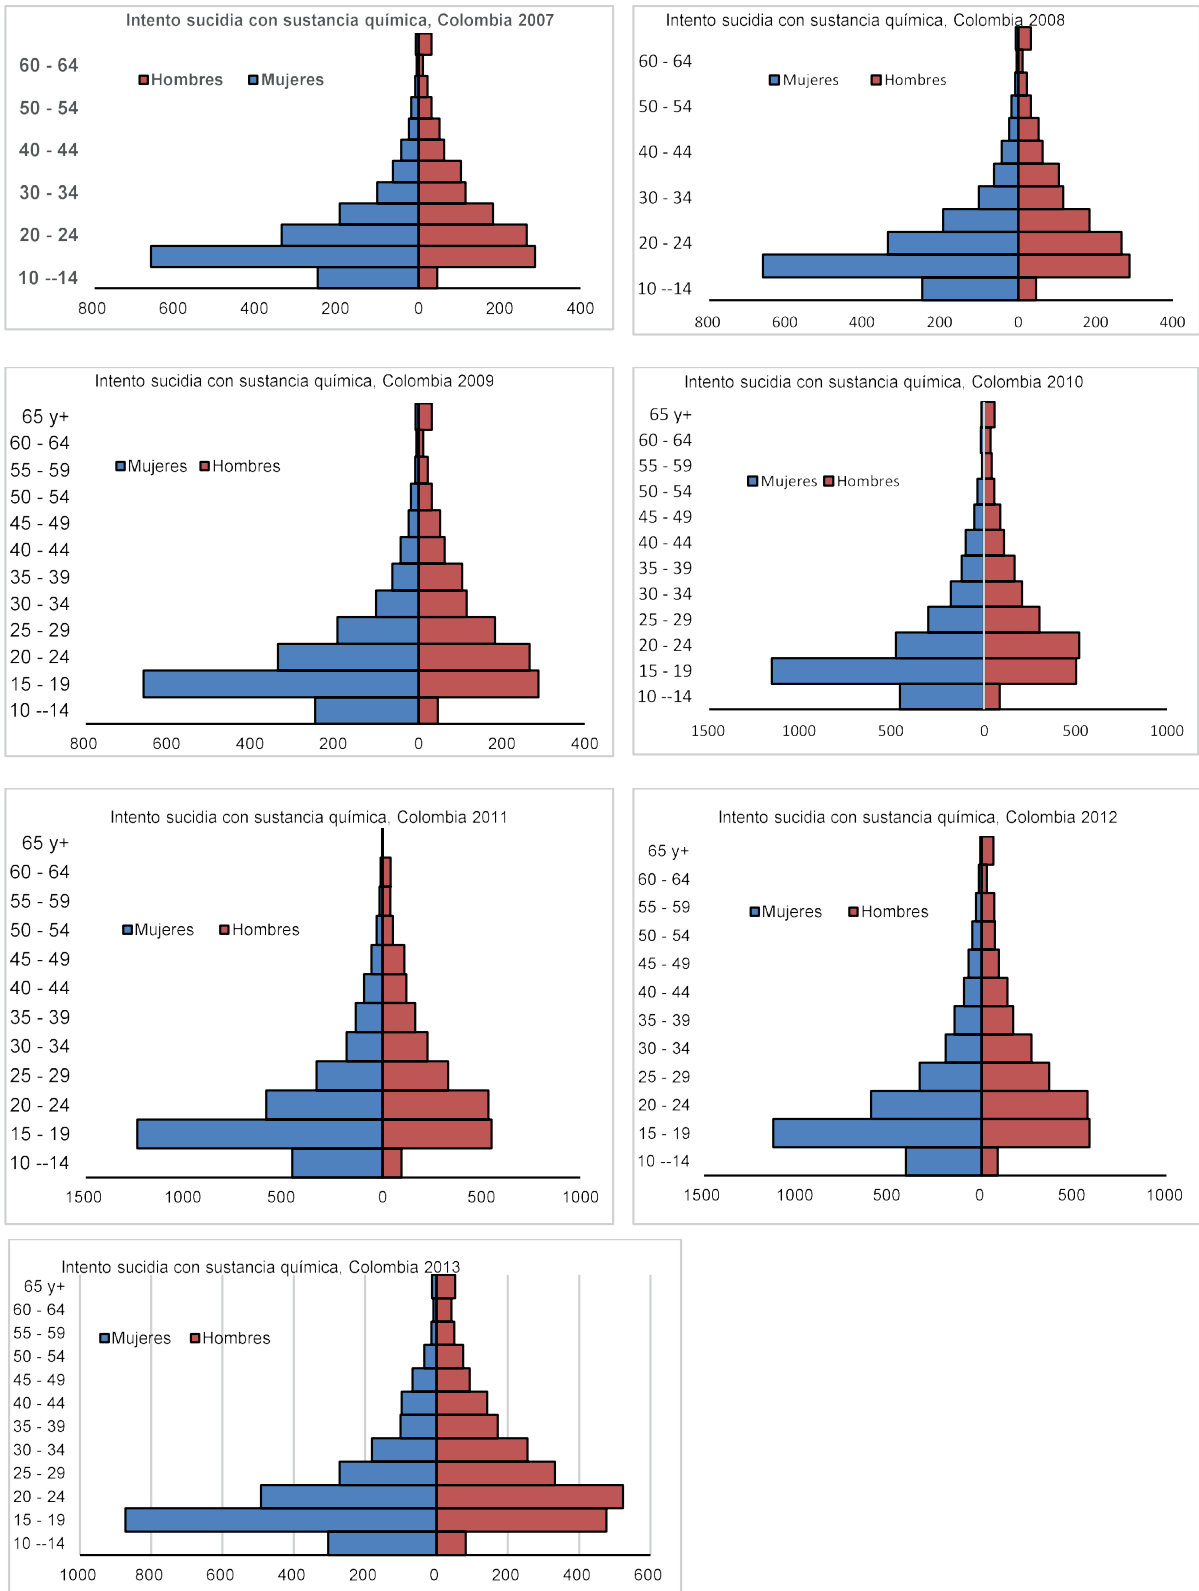 Intento sucidia con sustancia química, Colombia 2007
60 - 64
Hombres Mujeres
50 - 54
40 - 44
30 - 34
20 - 24
10 --14
800 600 400 200 0 200 400
Intento sucidia con sustancia química, Colombia 2008
60 - 64
Mujeres Hombres
50 - 54
40 - 44
30 - 34
20 - 24
10 --14
800 600 400 200 0 200 400
Intento sucidia con sustancia química, Colombia 2009
65 y+
60 - 64
Mujeres Hombres
55 - 59
50 - 54
45 - 49
40 - 44
35 - 39
30 - 34
25 - 29
20 - 24
15 - 19
10 --14
800 600 400 200 0 200 400
Intento sucidia con sustancia química, Colombia 2010
65 y+
60 - 64
55 - 59
Mujeres Hombres
50 - 54
45 - 49
40 - 44
35 - 39
30 - 34
25 - 29
20 - 24
15 - 19
10 --14
1500 1000 500 0 500 1000
Intento sucidia con sustancia química, Colombia 2011
65 y+
60 - 64
55 - 59
50 - 54
Mujeres Hombres
45 - 49
40 - 44
35 - 39
30 - 34
25 - 29
20 - 24
15 - 19
10 --14
1500 1000 500 0 500 1000
Intento sucidia con sustancia química, Colombia 2012
65 y+
60 - 64
55 - 59
Mujeres Hombres
50 - 54
45 - 49
40 - 44
35 - 39
30 - 34
25 - 29
20 - 24
15 - 19
10 --14
1500 1000 500 0 500 1000
Intento sucidia con sustancia química, Colombia 2013
65 y+
60 - 64
55 - 59
Mujeres Hombres
50 - 54
45 - 49
40 - 44
35 - 39
30 - 34
25 - 29
20 - 24
15 - 19
10 --14
1000 800 600 400 200 0 200 400 600